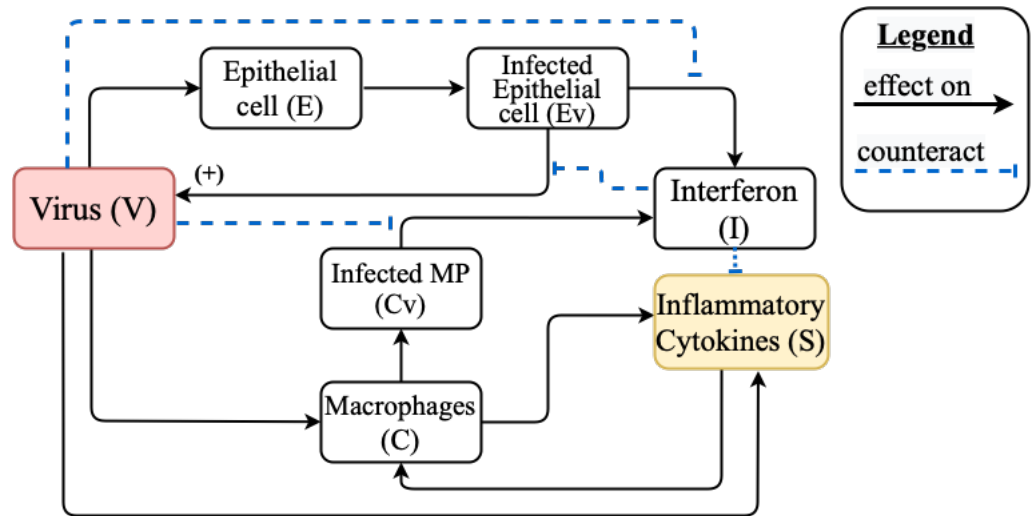 Legend
effect on
counteract
Epithelial
cell (E)
Infected
Epithelial
cell (Ev)
(+)
Virus (V)
Interferon
(I)
Infected MP
(Cv)
Inflammatory
Cytokines (S)
Macrophages
(C)